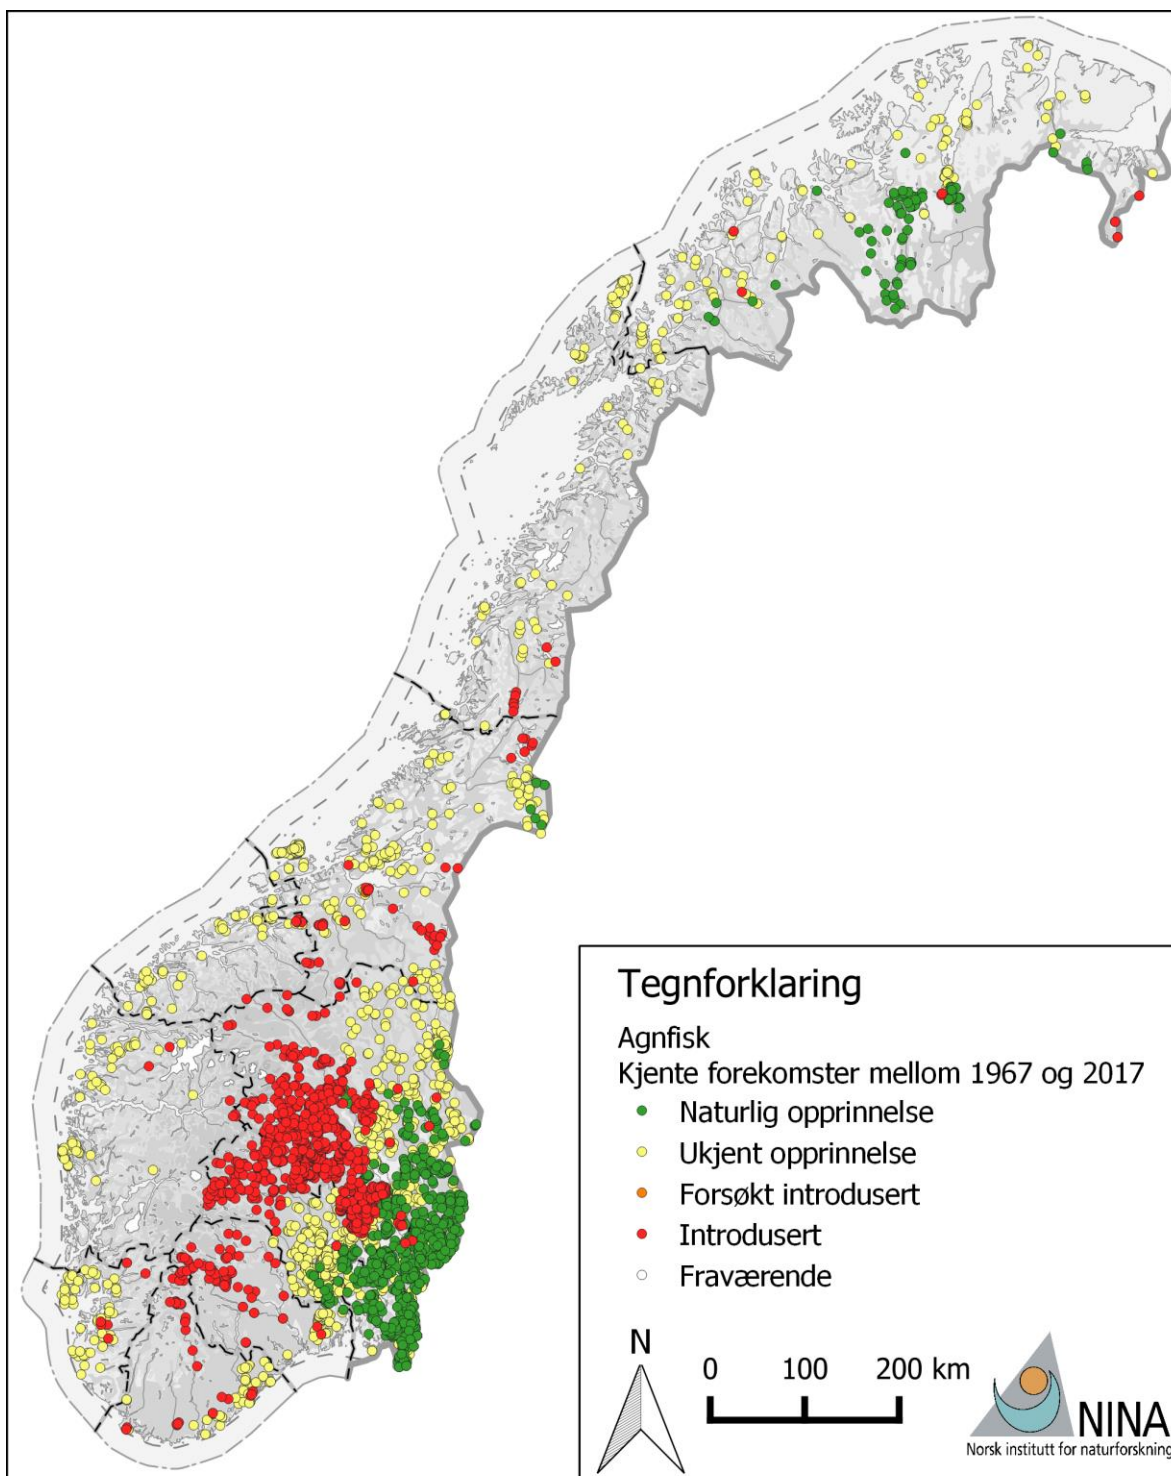 Tegnforklaring
Agnfisk
Kjente forekomster mellom 1967 og 2017
Naturlig opprinnelse
Ukjent opprinnelse
Forsøkt introdusert
Introdusert
Fraværende
N
0 100 200 km
NINA
Norsk institutt for naturforskning